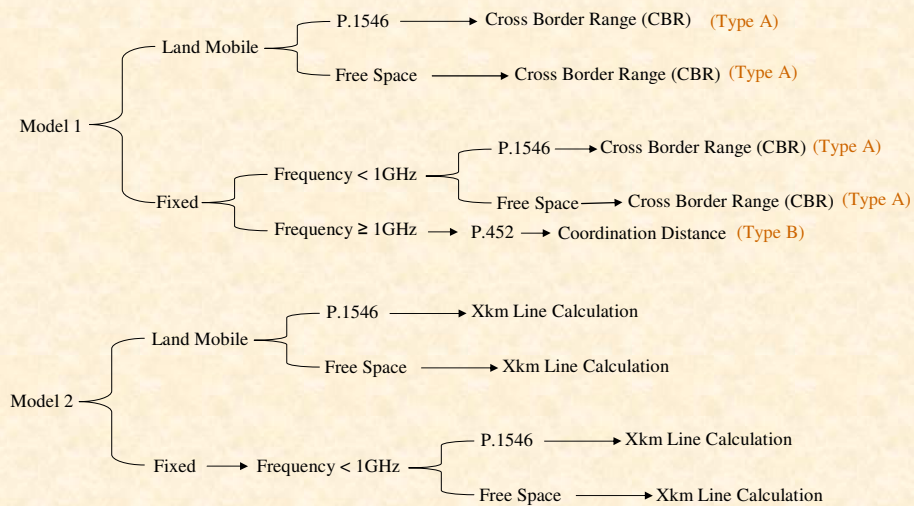 P.1546 Cross Border Range (CBR) (Type A)
Land Mobile
Free Space Cross Border Range (CBR) (Type A)
Model 1
P.1546 Cross Border Range (CBR) (Type A)
Frequency < 1GHz
Fixed
Free Space Cross Border Range (CBR) (Type A)
Frequency ≥ 1GHz P.452 Coordination Distance (Type B)
P.1546 Xkm Line Calculation
Land Mobile
Free Space Xkm Line Calculation
Model 2
P.1546 Xkm Line Calculation
Fixed Frequency < 1GHz
Free Space Xkm Line Calculation